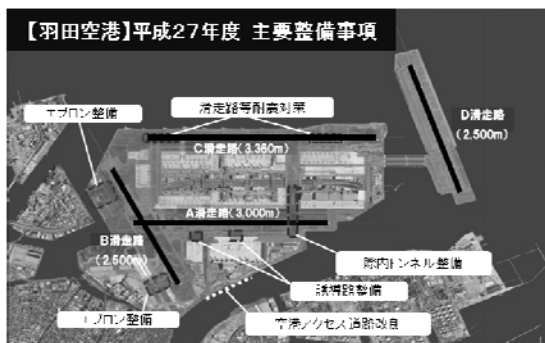 【羽田空港】平成27年度 主要整備事項
エプロン整備
滑走路等耐震対策
C滑走路(3,360m)
D滑走路
(2,500m)
A滑走路(3,000m)
B滑走路
(2,500m)
際内トンネル整備
誘導路整備
エプロン整備
空港アクセス道路改良